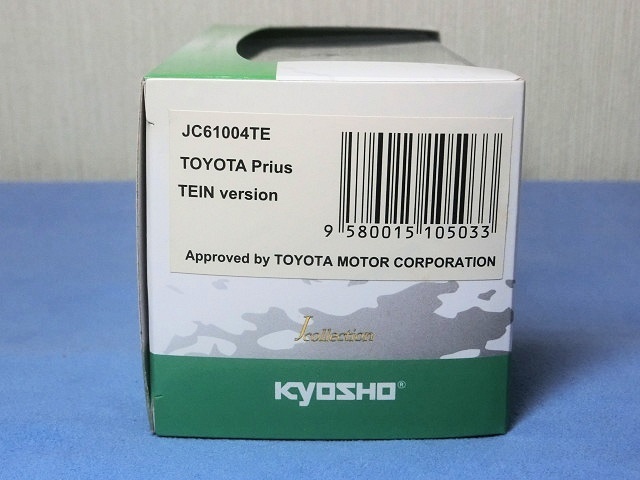 JC61004TE
TOYOTA Prius
TEIN version
9 580015 105033
Approved by TOYOTA MOTOR CORPORATION
Jcollection
KYOSHO®